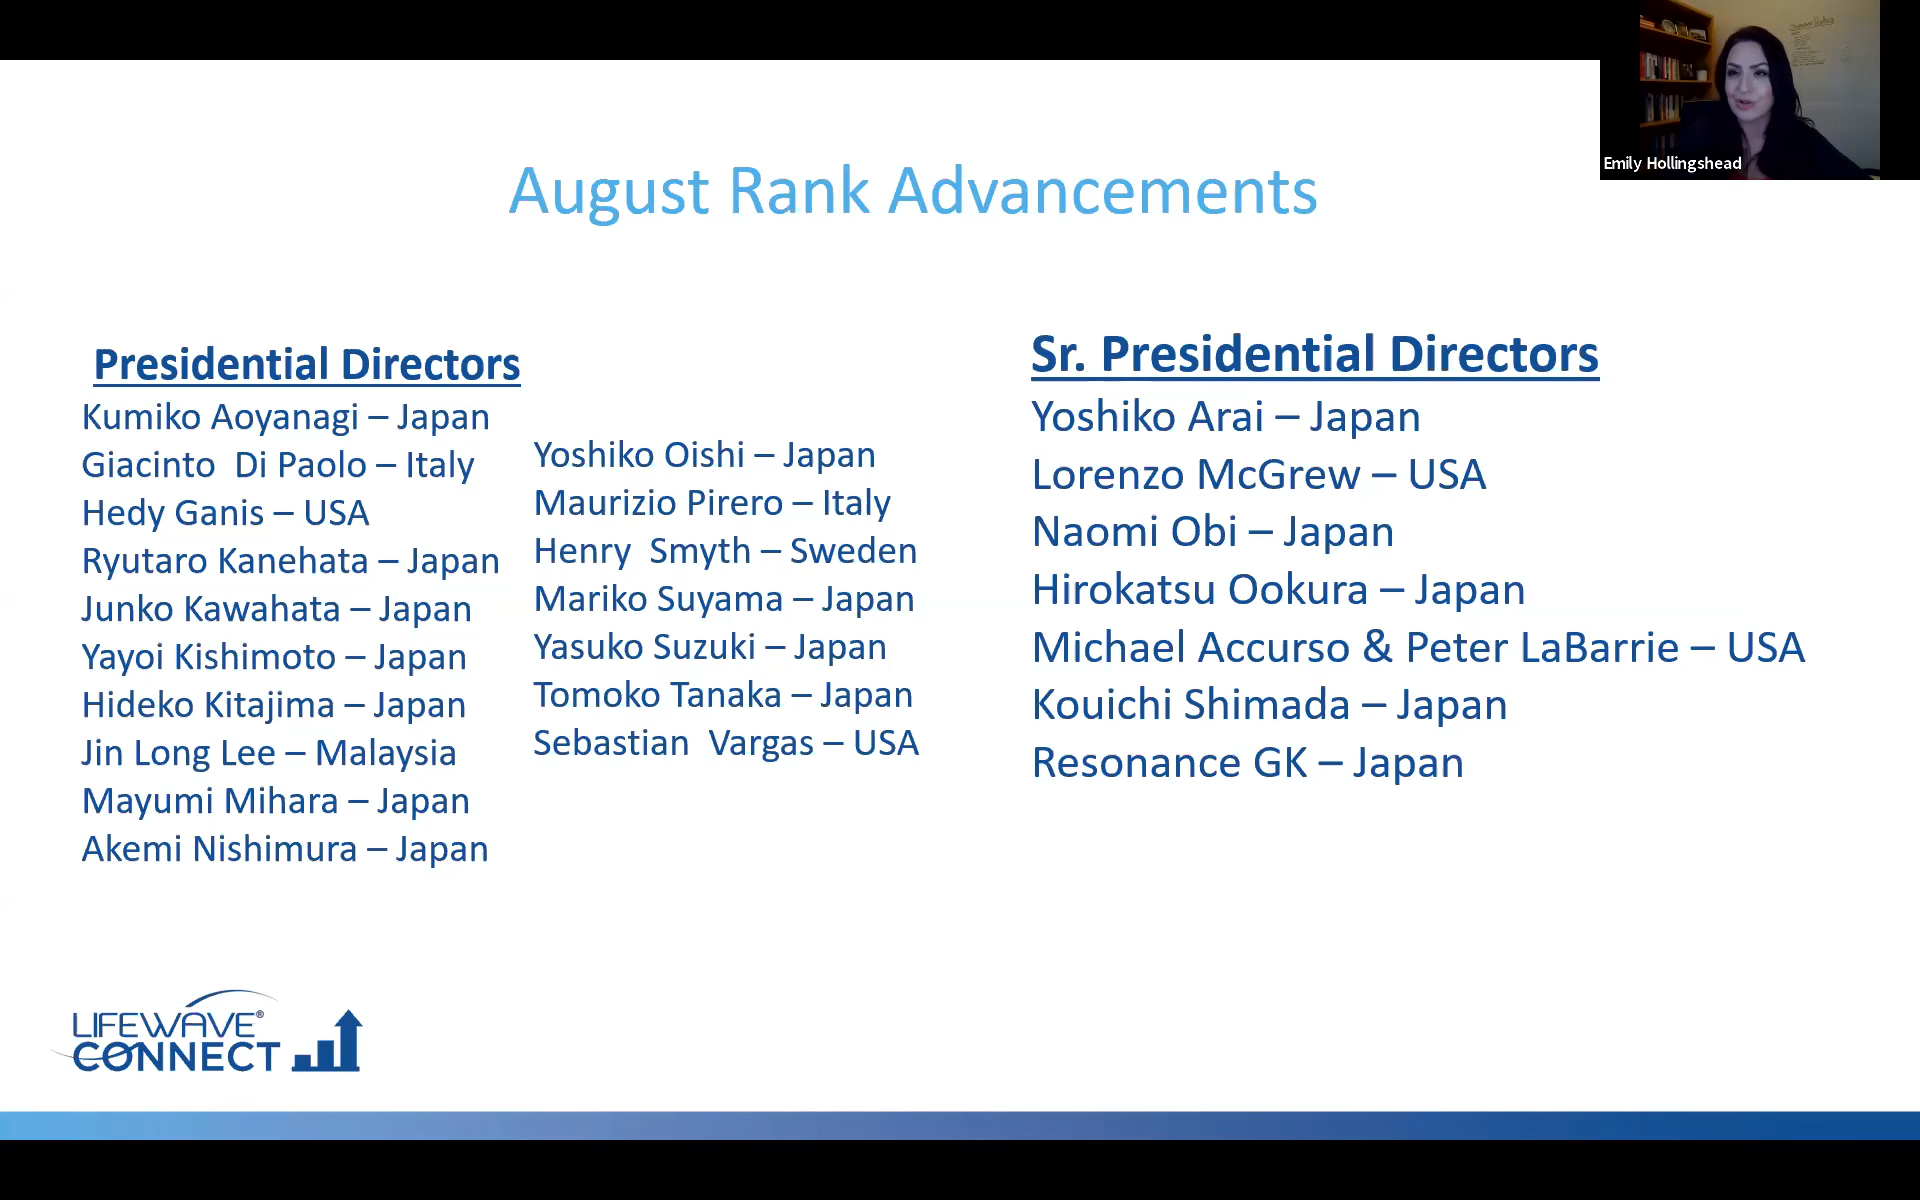 Emily Hollingshead
August Rank Advancements
Presidential Directors
Kumiko Aoyanagi – Japan
Giacinto  Di Paolo – Italy
Hedy Ganis – USA
Ryutaro Kanehata – Japan
Junko Kawahata – Japan
Yayoi Kishimoto – Japan
Hideko Kitajima – Japan
Jin Long Lee – Malaysia
Mayumi Mihara – Japan
Akemi Nishimura – Japan
Yoshiko Oishi – Japan
Maurizio Pirero – Italy
Henry  Smyth – Sweden
Mariko Suyama – Japan
Yasuko Suzuki – Japan
Tomoko Tanaka – Japan
Sebastian  Vargas – USA
Sr. Presidential Directors
Yoshiko Arai – Japan
Lorenzo McGrew – USA
Naomi Obi – Japan
Hirokatsu Ookura – Japan
Michael Accurso & Peter LaBarrie – USA
Kouichi Shimada – Japan
Resonance GK – Japan
LIFEWAVE®
CONNECT